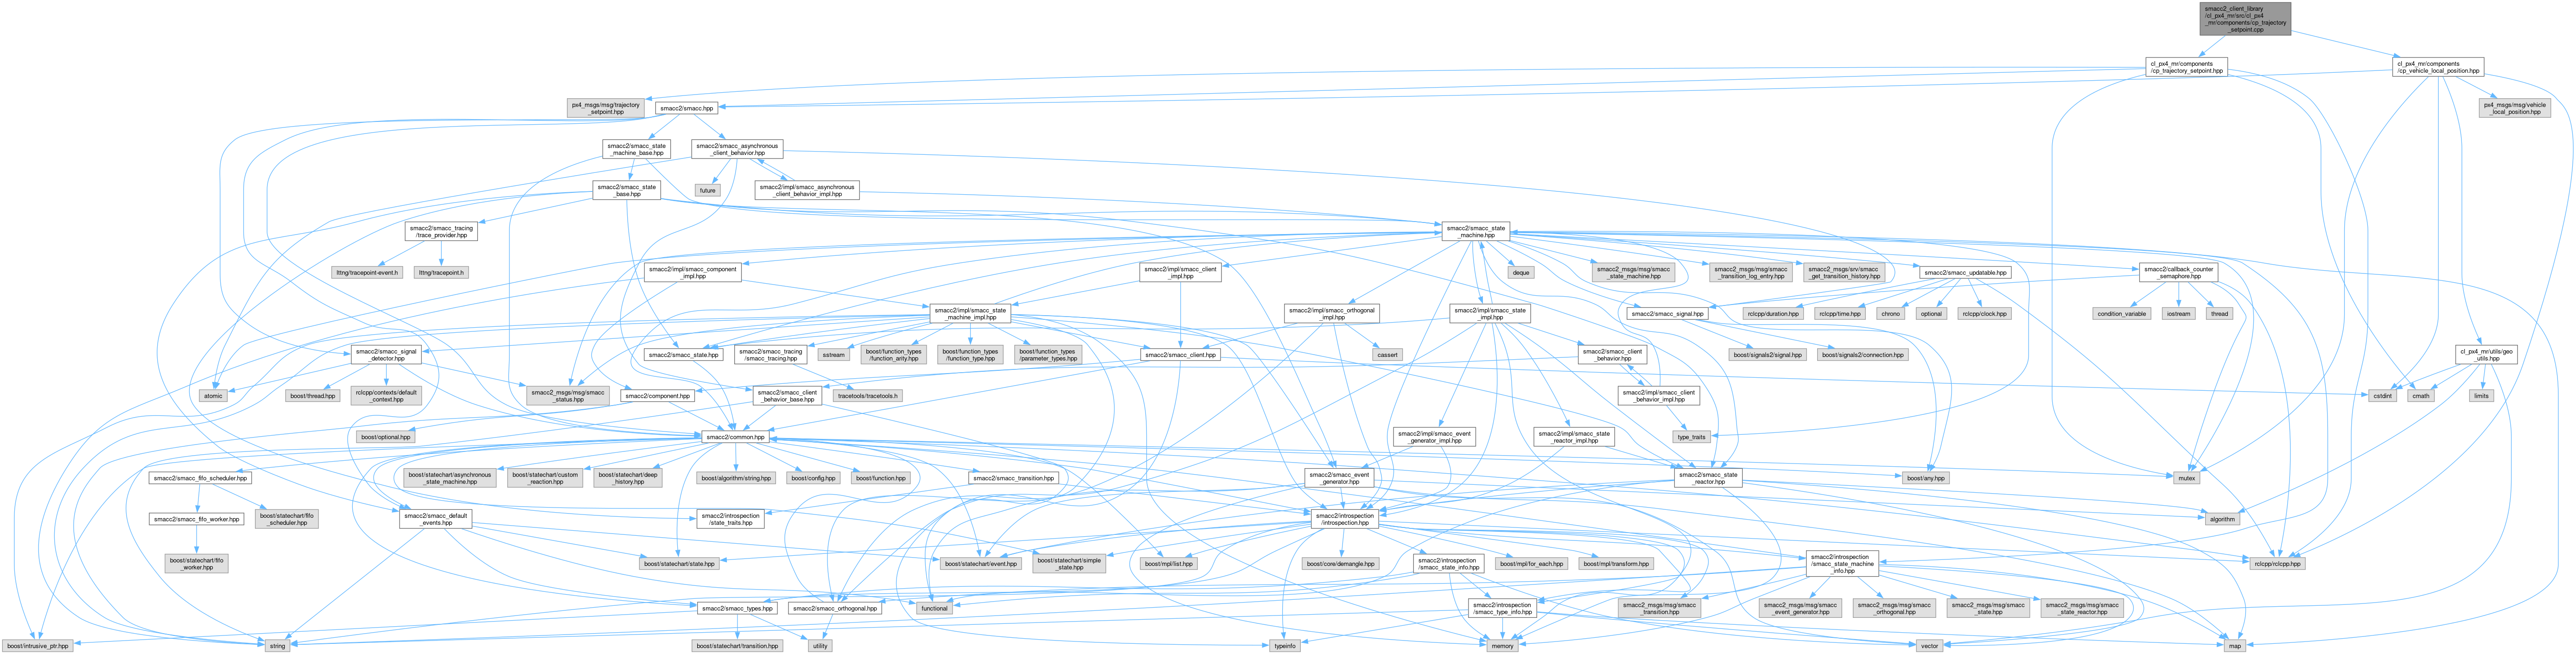 smacc2_client_library
/cl_px4_mr/src/cl_px4
_mr/components/cp_trajectory
_setpoint.cpp
cl_px4_mr/components
/cp_trajectory_setpoint.hpp
cl_px4_mr/components
/cp_vehicle_local_position.hpp
px4_msgs/msg/trajectory
_setpoint.hpp
smacc2/smacc.hpp
px4_msgs/msg/vehicle
_local_position.hpp
smacc2/smacc_state
_machine_base.hpp
smacc2/smacc_asynchronous
_client_behavior.hpp
smacc2/smacc_state
_base.hpp
future
smacc2/impl/smacc_asynchronous
_client_behavior_impl.hpp
smacc2/smacc_tracing
/trace_provider.hpp
smacc2/smacc_state
_machine.hpp
lttng/tracepoint-event.h
lttng/tracepoint.h
smacc2/impl/smacc_component
_impl.hpp
smacc2/impl/smacc_client
_impl.hpp
deque
smacc2_msgs/msg/smacc
_state_machine.hpp
smacc2_msgs/msg/smacc
_transition_log_entry.hpp
smacc2_msgs/srv/smacc
_get_transition_history.hpp
smacc2/smacc_updatable.hpp
smacc2/callback_counter
_semaphore.hpp
smacc2/impl/smacc_state
_machine_impl.hpp
smacc2/impl/smacc_orthogonal
_impl.hpp
smacc2/impl/smacc_state
_impl.hpp
smacc2/smacc_signal.hpp
rclcpp/duration.hpp
rclcpp/time.hpp
chrono
optional
rclcpp/clock.hpp
condition_variable
iostream
thread
smacc2/smacc_signal
_detector.hpp
smacc2/smacc_state.hpp
smacc2/smacc_tracing
/smacc_tracing.hpp
sstream
boost/function_types
/function_arity.hpp
boost/function_types
/function_type.hpp
boost/function_types
/parameter_types.hpp
smacc2/smacc_client.hpp
cassert
smacc2/smacc_client
_behavior.hpp
boost/signals2/signal.hpp
boost/signals2/connection.hpp
cl_px4_mr/utils/geo
_utils.hpp
atomic
boost/thread.hpp
rclcpp/contexts/default
_context.hpp
smacc2_msgs/msg/smacc
_status.hpp
smacc2/component.hpp
smacc2/smacc_client
_behavior_base.hpp
tracetools/tracetools.h
smacc2/impl/smacc_client
_behavior_impl.hpp
cstdint
cmath
limits
boost/optional.hpp
smacc2/common.hpp
smacc2/impl/smacc_event
_generator_impl.hpp
smacc2/impl/smacc_state
_reactor_impl.hpp
type_traits
smacc2/smacc_fifo_scheduler.hpp
boost/statechart/asynchronous
_state_machine.hpp
boost/statechart/custom
_reaction.hpp
boost/statechart/deep
_history.hpp
boost/algorithm/string.hpp
boost/config.hpp
boost/function.hpp
smacc2/smacc_transition.hpp
smacc2/smacc_event
_generator.hpp
smacc2/smacc_state
_reactor.hpp
boost/any.hpp
mutex
smacc2/smacc_fifo_worker.hpp
boost/statechart/fifo
_scheduler.hpp
smacc2/smacc_default
_events.hpp
smacc2/introspection
/state_traits.hpp
smacc2/introspection
/introspection.hpp
algorithm
boost/statechart/fifo
_worker.hpp
boost/statechart/state.hpp
boost/statechart/event.hpp
boost/statechart/simple
_state.hpp
boost/mpl/list.hpp
boost/core/demangle.hpp
smacc2/introspection
/smacc_state_info.hpp
boost/mpl/for_each.hpp
boost/mpl/transform.hpp
smacc2/introspection
/smacc_state_machine
_info.hpp
rclcpp/rclcpp.hpp
smacc2/smacc_types.hpp
smacc2/smacc_orthogonal.hpp
functional
smacc2/introspection
/smacc_type_info.hpp
smacc2_msgs/msg/smacc
_transition.hpp
smacc2_msgs/msg/smacc
_event_generator.hpp
smacc2_msgs/msg/smacc
_orthogonal.hpp
smacc2_msgs/msg/smacc
_state.hpp
smacc2_msgs/msg/smacc
_state_reactor.hpp
boost/intrusive_ptr.hpp
string
boost/statechart/transition.hpp
utility
typeinfo
memory
vector
map